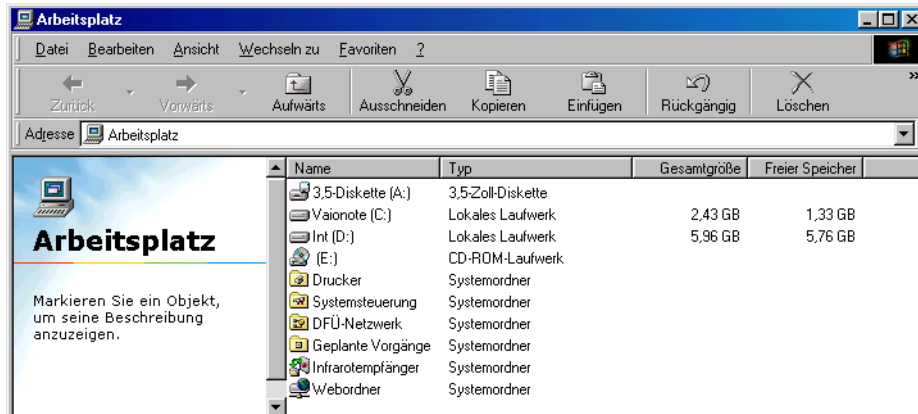 Arbeitsplatz
Datei Bearbeiten Ansicht Wechseln zu Favoriten ?
Zurück Vorwärts Aufwärts Ausschneiden Kopieren Einfügen Rückgängig Löschen »
Adresse Arbeitsplatz
Arbeitsplatz
Markieren Sie ein Objekt,
um seine Beschreibung
anzuzeigen.
Name Typ Gesamtgröße Freier Speicher
3,5-Diskette (A:) 3,5-Zoll-Diskette
Vaionote (C:) Lokales Laufwerk 2,43 GB 1,33 GB
Int (D:) Lokales Laufwerk 5,96 GB 5,76 GB
(E:) CD-ROM-Laufwerk
Drucker Systemordner
Systemsteuerung Systemordner
DFÜ-Netzwerk Systemordner
Geplante Vorgänge Systemordner
Infrarotempfänger Systemordner
Webordner Systemordner